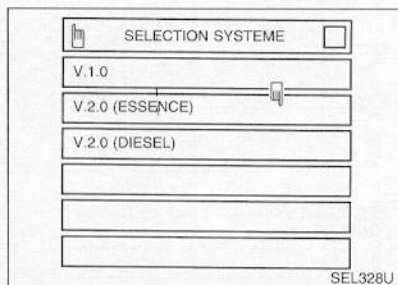 SELECTION SYSTEME
V.1.0
V.2.0 (ESSENCE)
V.2.0 (DIESEL)
SEL328U